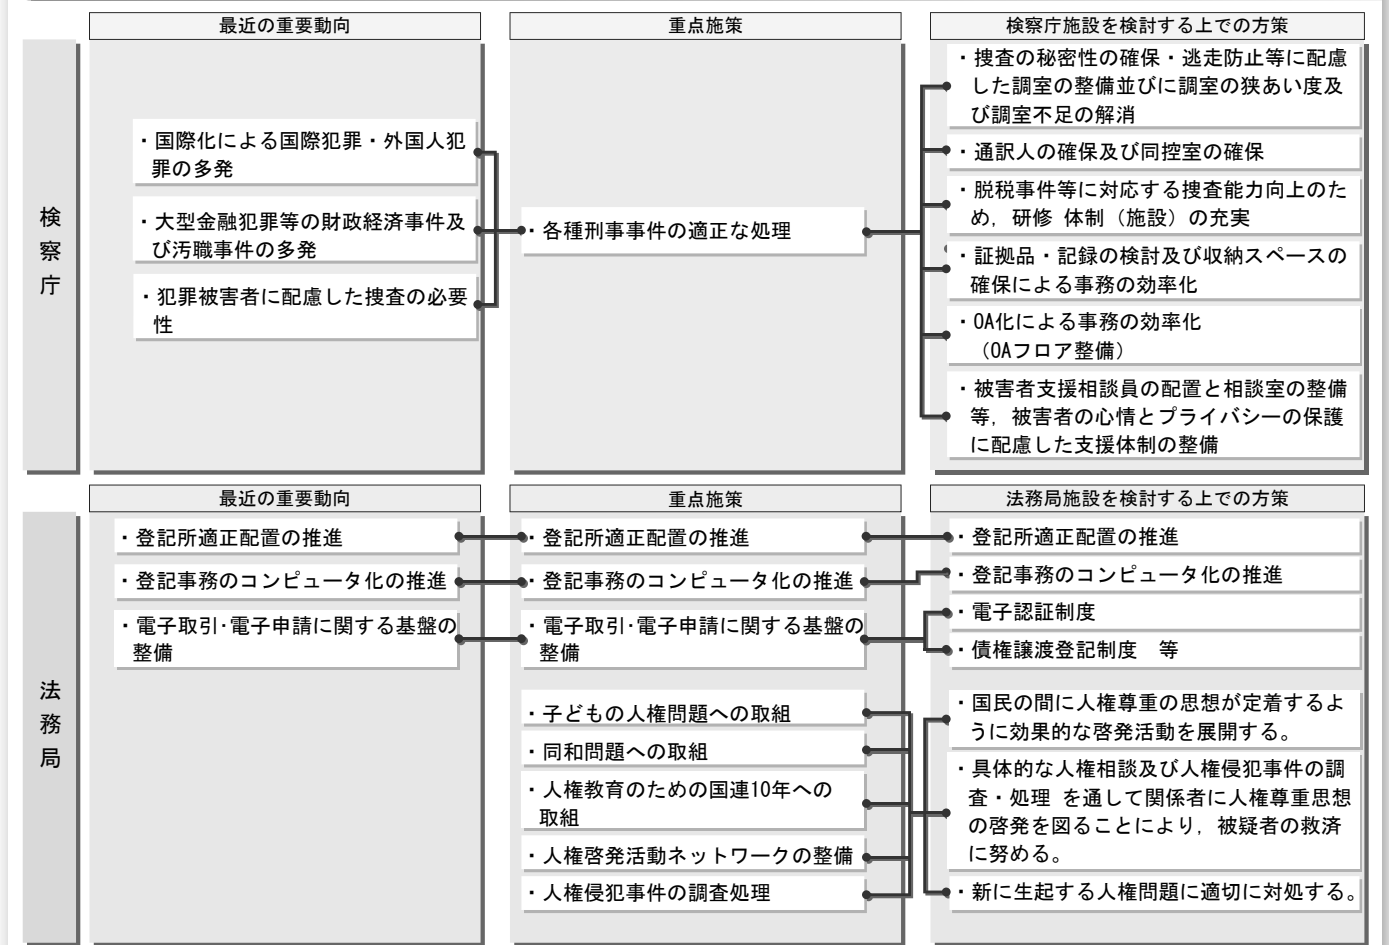 最近の重要動向
重点施策
検察庁施設を検討する上での方策
検察庁
・国際化による国際犯罪・外国人犯
罪の多発
・大型金融犯罪等の財政経済事件及
び汚職事件の多発
・犯罪被害者に配慮した捜査の必要
性
・各種刑事事件の適正な処理
・捜査の秘密性の確保・逃走防止等に配慮
した調室の整備並びに調室の狭あい度及
び調室不足の解消
・通訳人の確保及び同控室の確保
・脱税事件等に対応する捜査能力向上のた
め，研修 体制（施設）の充実
・証拠品・記録の検討及び収納スペースの
確保による事務の効率化
・OA化による事務の効率化
（OAフロア整備）
・被害者支援相談員の配置と相談室の整備
等，被害者の心情とプライバシーの保護
に配慮した支援体制の整備
最近の重要動向
重点施策
法務局施設を検討する上での方策
法務局
・登記所適正配置の推進
・登記事務のコンピュータ化の推進
・電子取引･電子申請に関する基盤の
整備
・登記所適正配置の推進
・登記事務のコンピュータ化の推進
・電子取引･電子申請に関する基盤の
整備
・子どもの人権問題への取組
・同和問題への取組
・人権教育のための国連10年への
取組
・人権啓発活動ネットワークの整備
・人権侵犯事件の調査処理
・登記所適正配置の推進
・登記事務のコンピュータ化の推進
・電子認証制度
・債権譲渡登記制度　等
・国民の間に人権尊重の思想が定着するよ
うに効果的な啓発活動を展開する。
・具体的な人権相談及び人権侵犯事件の調
査・処理 を通して関係者に人権尊重思想
の啓発を図ることにより，被疑者の救済
に努める。
・新に生起する人権問題に適切に対処する。